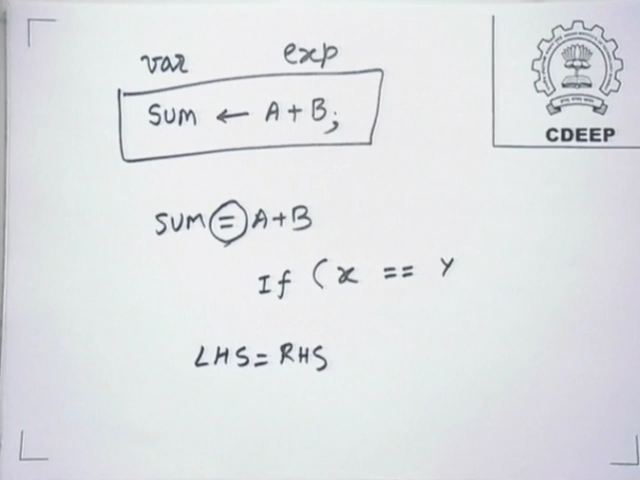 var exp
SUM ← A + B;
SUM = A+B
If (x == Y
LHS = RHS
CDEEP